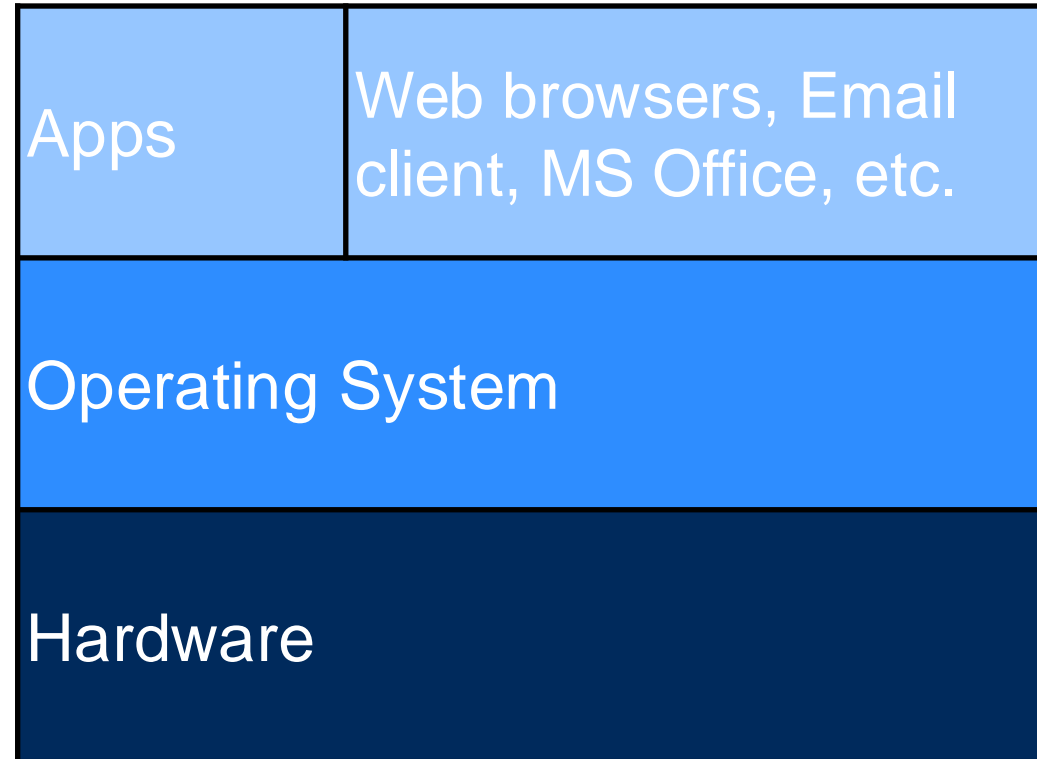 Apps
Web browsers, Email
client, MS Office, etc.
Operating System
Hardware